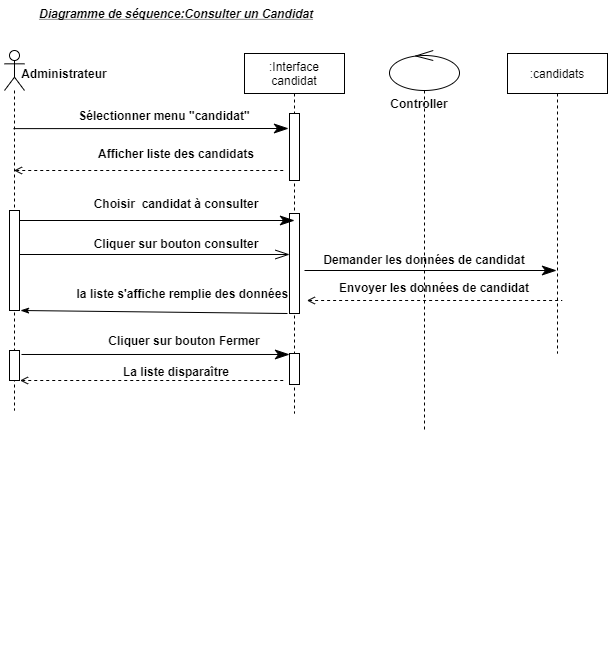 Diagramme de séquence:Consulter un Candidat
:Interface
candidat
:candidats
Administrateur
Controller
Sélectionner menu "candidat"
Afficher liste des candidats
Choisir  candidat à consulter
Cliquer sur bouton consulter
Demander les données de candidat
Envoyer les données de candidat
la liste s'affiche remplie des données
Cliquer sur bouton Fermer
La liste disparaître